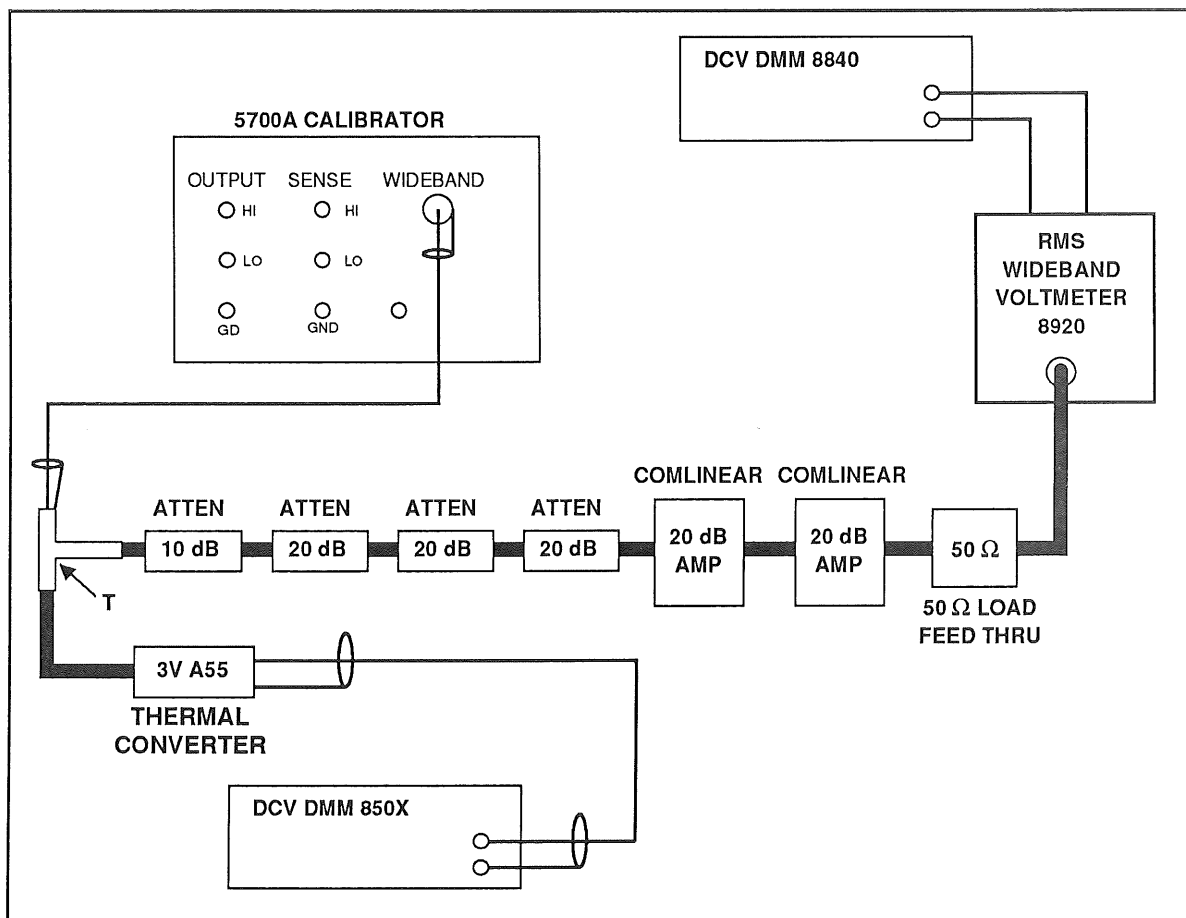 DCV DMM 8840
5700A CALIBRATOR
OUTPUT SENSE WIDEBAND
HI HI
LO LO
GD GND
RMS
WIDEBAND
VOLTMETER
8920
COMLINEAR COMLINEAR
ATTEN ATTEN ATTEN ATTEN
10 dB 20 dB 20 dB 20 dB 20 dB AMP 20 dB AMP 50 Ω
50 Ω LOAD
FEED THRU
T
3V A55
THERMAL
CONVERTER
DCV DMM 850X